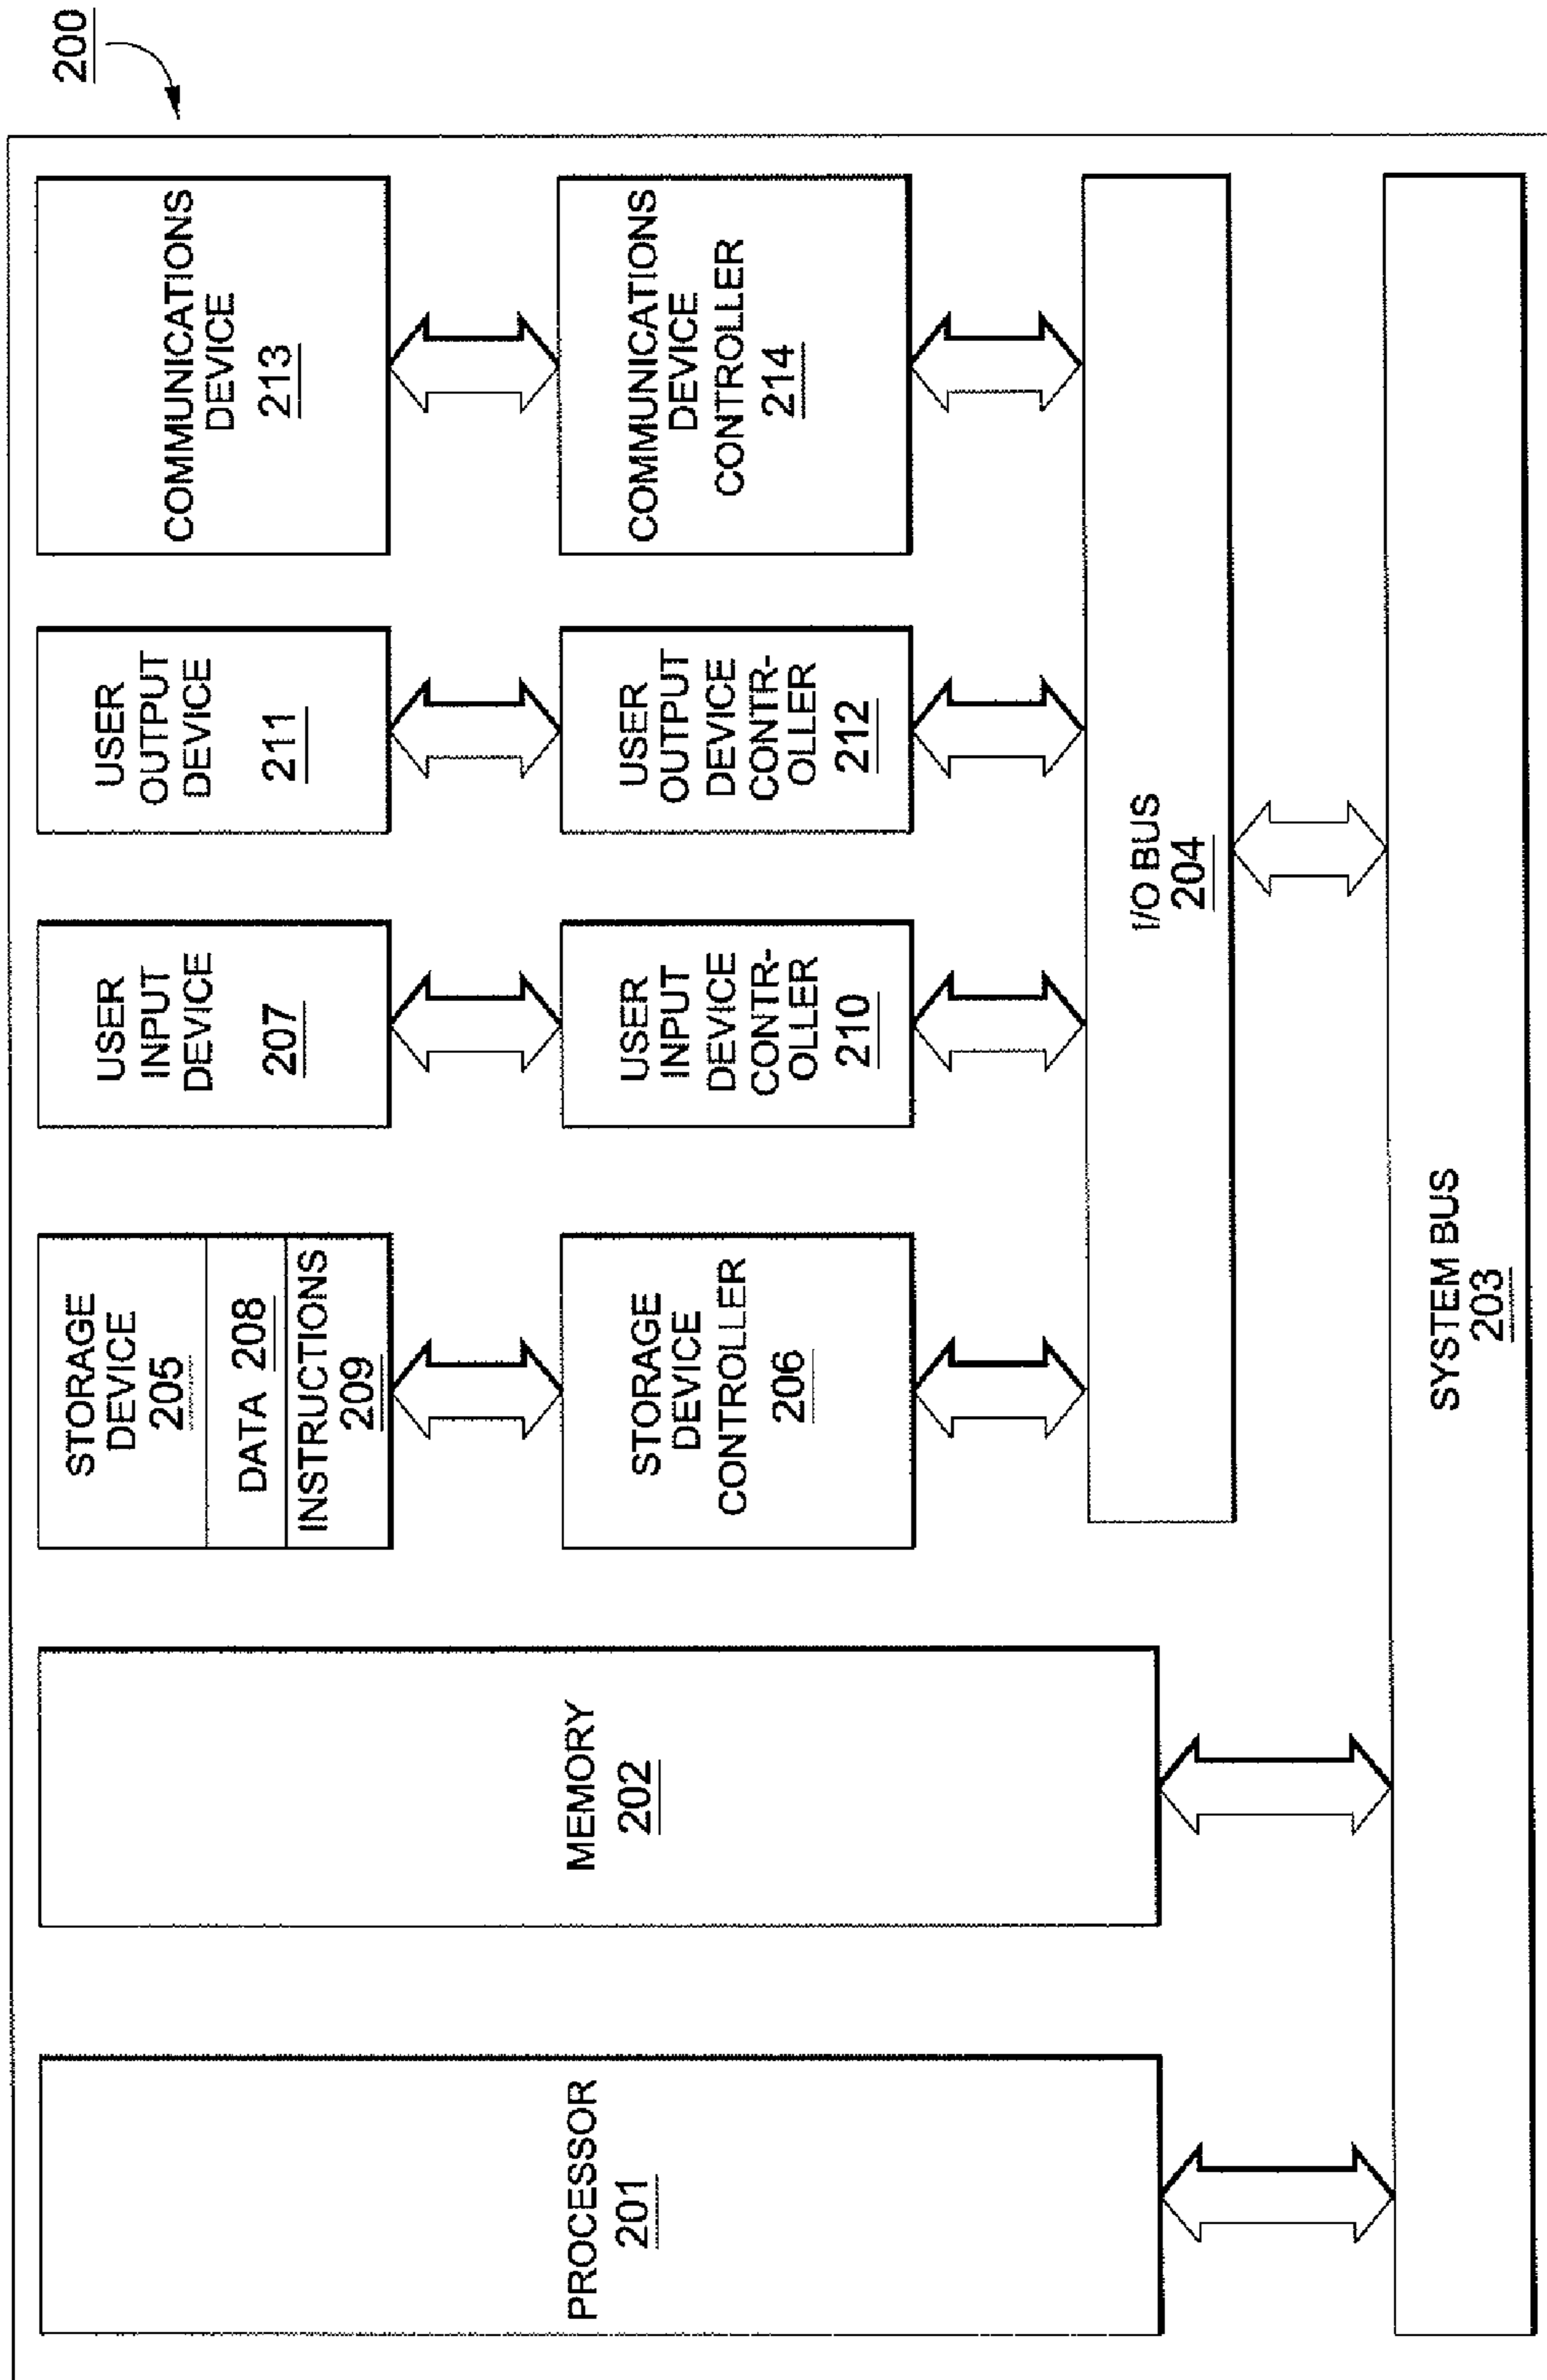 200
PROCESSOR
201
MEMORY
202
STORAGE
DEVICE
205
DATA 208
INSTRUCTIONS
209
USER
INPUT
DEVICE
207
USER
OUTPUT
DEVICE
211
COMMUNICATIONS
DEVICE
213
STORAGE
DEVICE
CONTROLLER
206
USER
INPUT
DEVICE
CONTR-
OLLER
210
USER
OUTPUT
DEVICE
CONTR-
OLLER
212
COMMUNICATIONS
DEVICE
CONTROLLER
214
I/O BUS
204
SYSTEM BUS
203